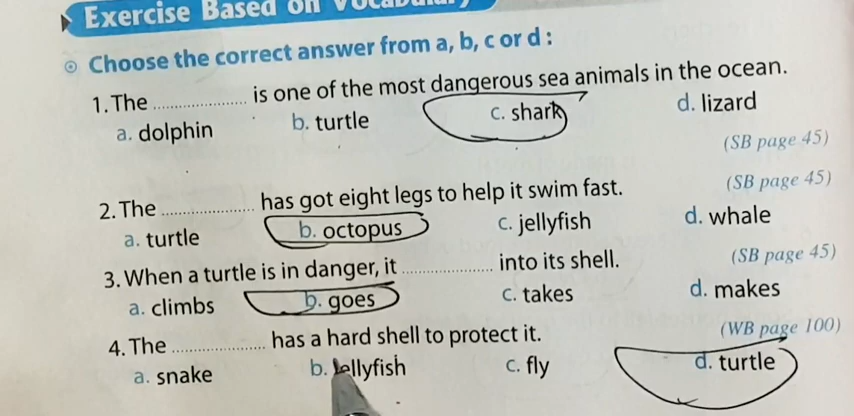 Exercise Based on Vocabulary
Choose the correct answer from a, b, c or d :
1. The ...................... is one of the most dangerous sea animals in the ocean.
a. dolphin b. turtle c. shark d. lizard
(SB page 45)
2. The ...................... has got eight legs to help it swim fast. (SB page 45)
a. turtle b. octopus c. jellyfish d. whale
3. When a turtle is in danger, it ...................... into its shell. (SB page 45)
a. climbs b. goes c. takes d. makes
4. The ...................... has a hard shell to protect it. (WB page 100)
a. snake b. Jellyfish c. fly d. turtle